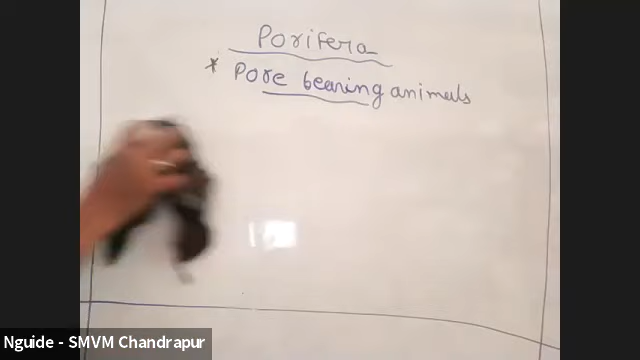 Porifera
* Pore bearing animals
Nguide - SMVM Chandrapur